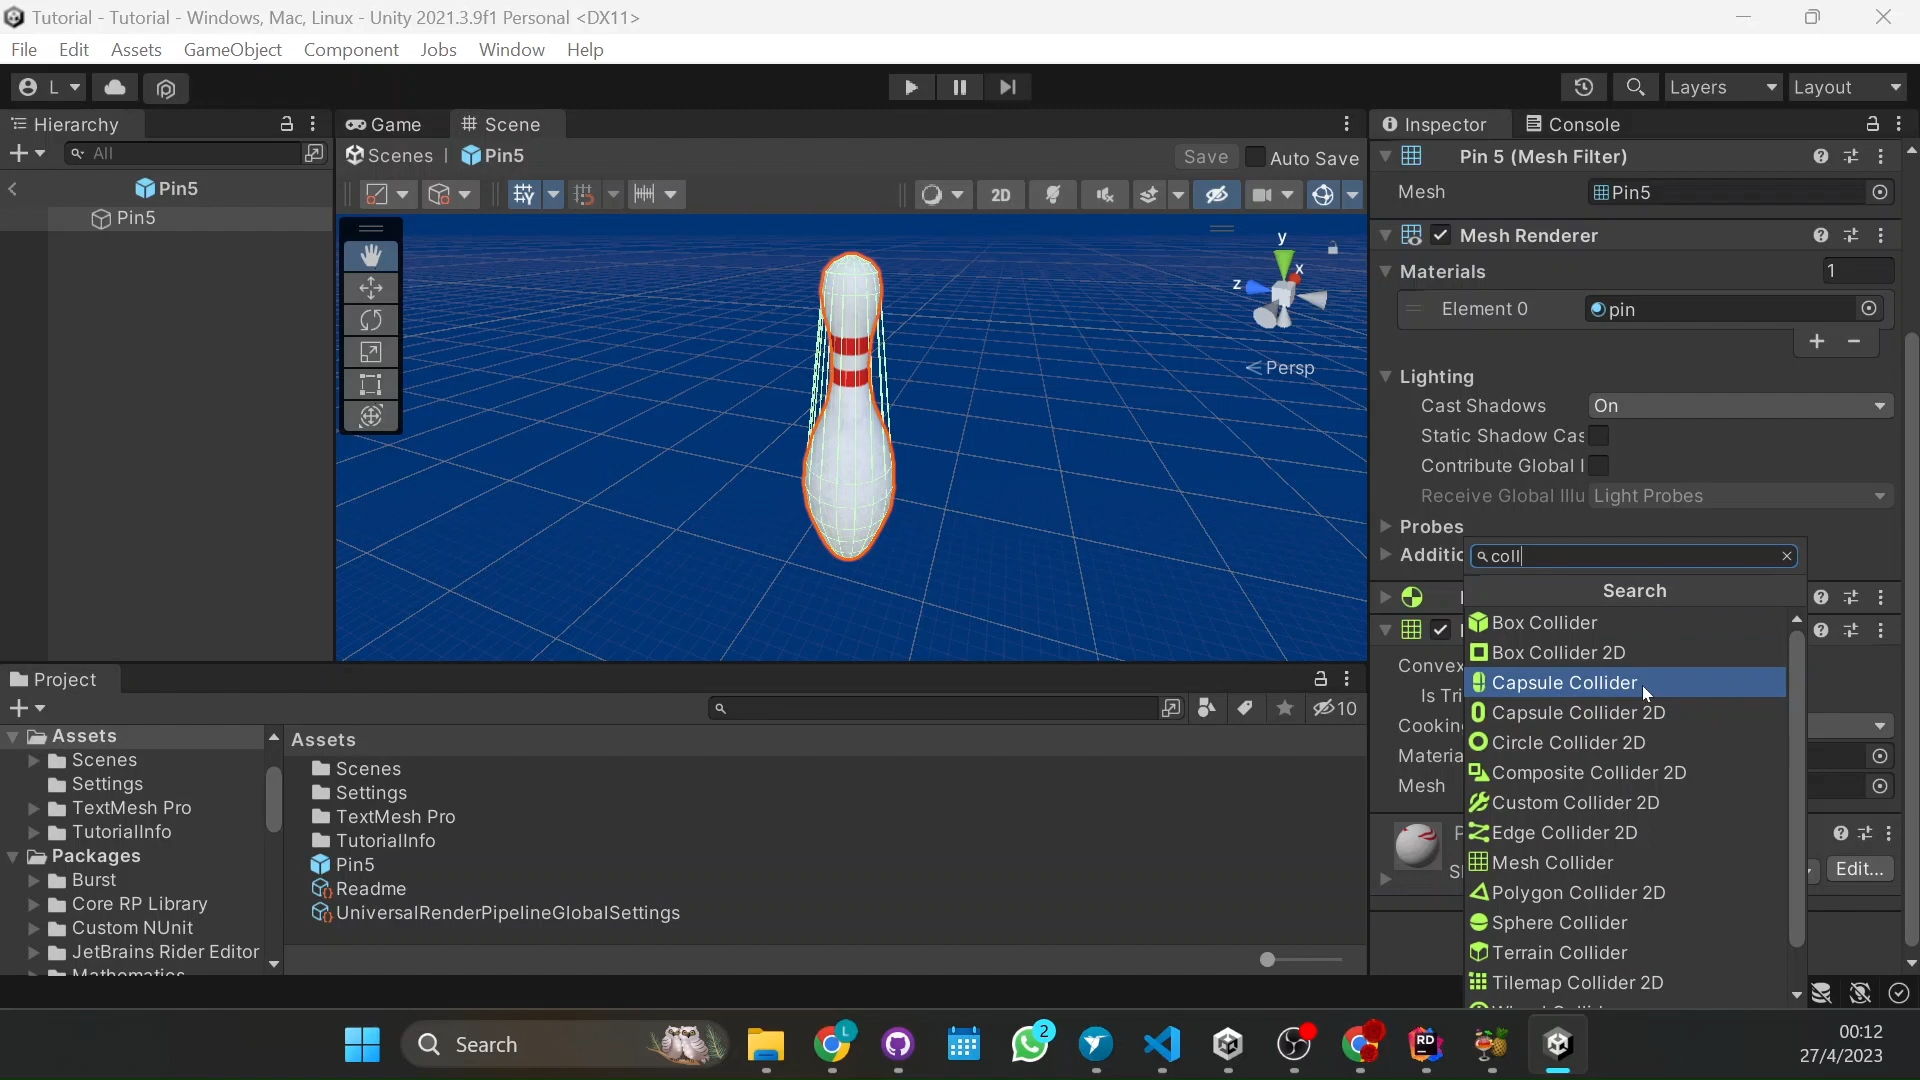 Tutorial - Tutorial - Windows, Mac, Linux - Unity 2021.3.9f1 Personal <DX11>
File Edit Assets GameObject Component Jobs Window Help
L Layers Layout
Hierarchy Game Scene Inspector Console
All Scenes Pin5 Save Auto Save Pin 5 (Mesh Filter)
Pin5 2D Mesh Pin5
Pin5
Mesh Renderer
y
x
z
Materials 1
Element 0 pin
Persp
Lighting
Cast Shadows On
Static Shadow Cas
Contribute Global I
Receive Global Illu Light Probes
Probes
Additio
coll
Search
Box Collider
Box Collider 2D
Convex
Capsule Collider
Is Tri
Capsule Collider 2D
Cookin
Circle Collider 2D
Materia
Composite Collider 2D
Mesh
Custom Collider 2D
Edge Collider 2D
Mesh Collider
Edit...
Polygon Collider 2D
Sphere Collider
Terrain Collider
Tilemap Collider 2D
Project
10
Assets
Scenes
Settings
TextMesh Pro
TutorialInfo
Packages
Burst
Core RP Library
Custom NUnit
JetBrains Rider Editor
Mathematics
Assets
Scenes
Settings
TextMesh Pro
TutorialInfo
Pin5
Readme
UniversalRenderPipelineGlobalSettings
Search L 2 RD
00:12
27/4/2023